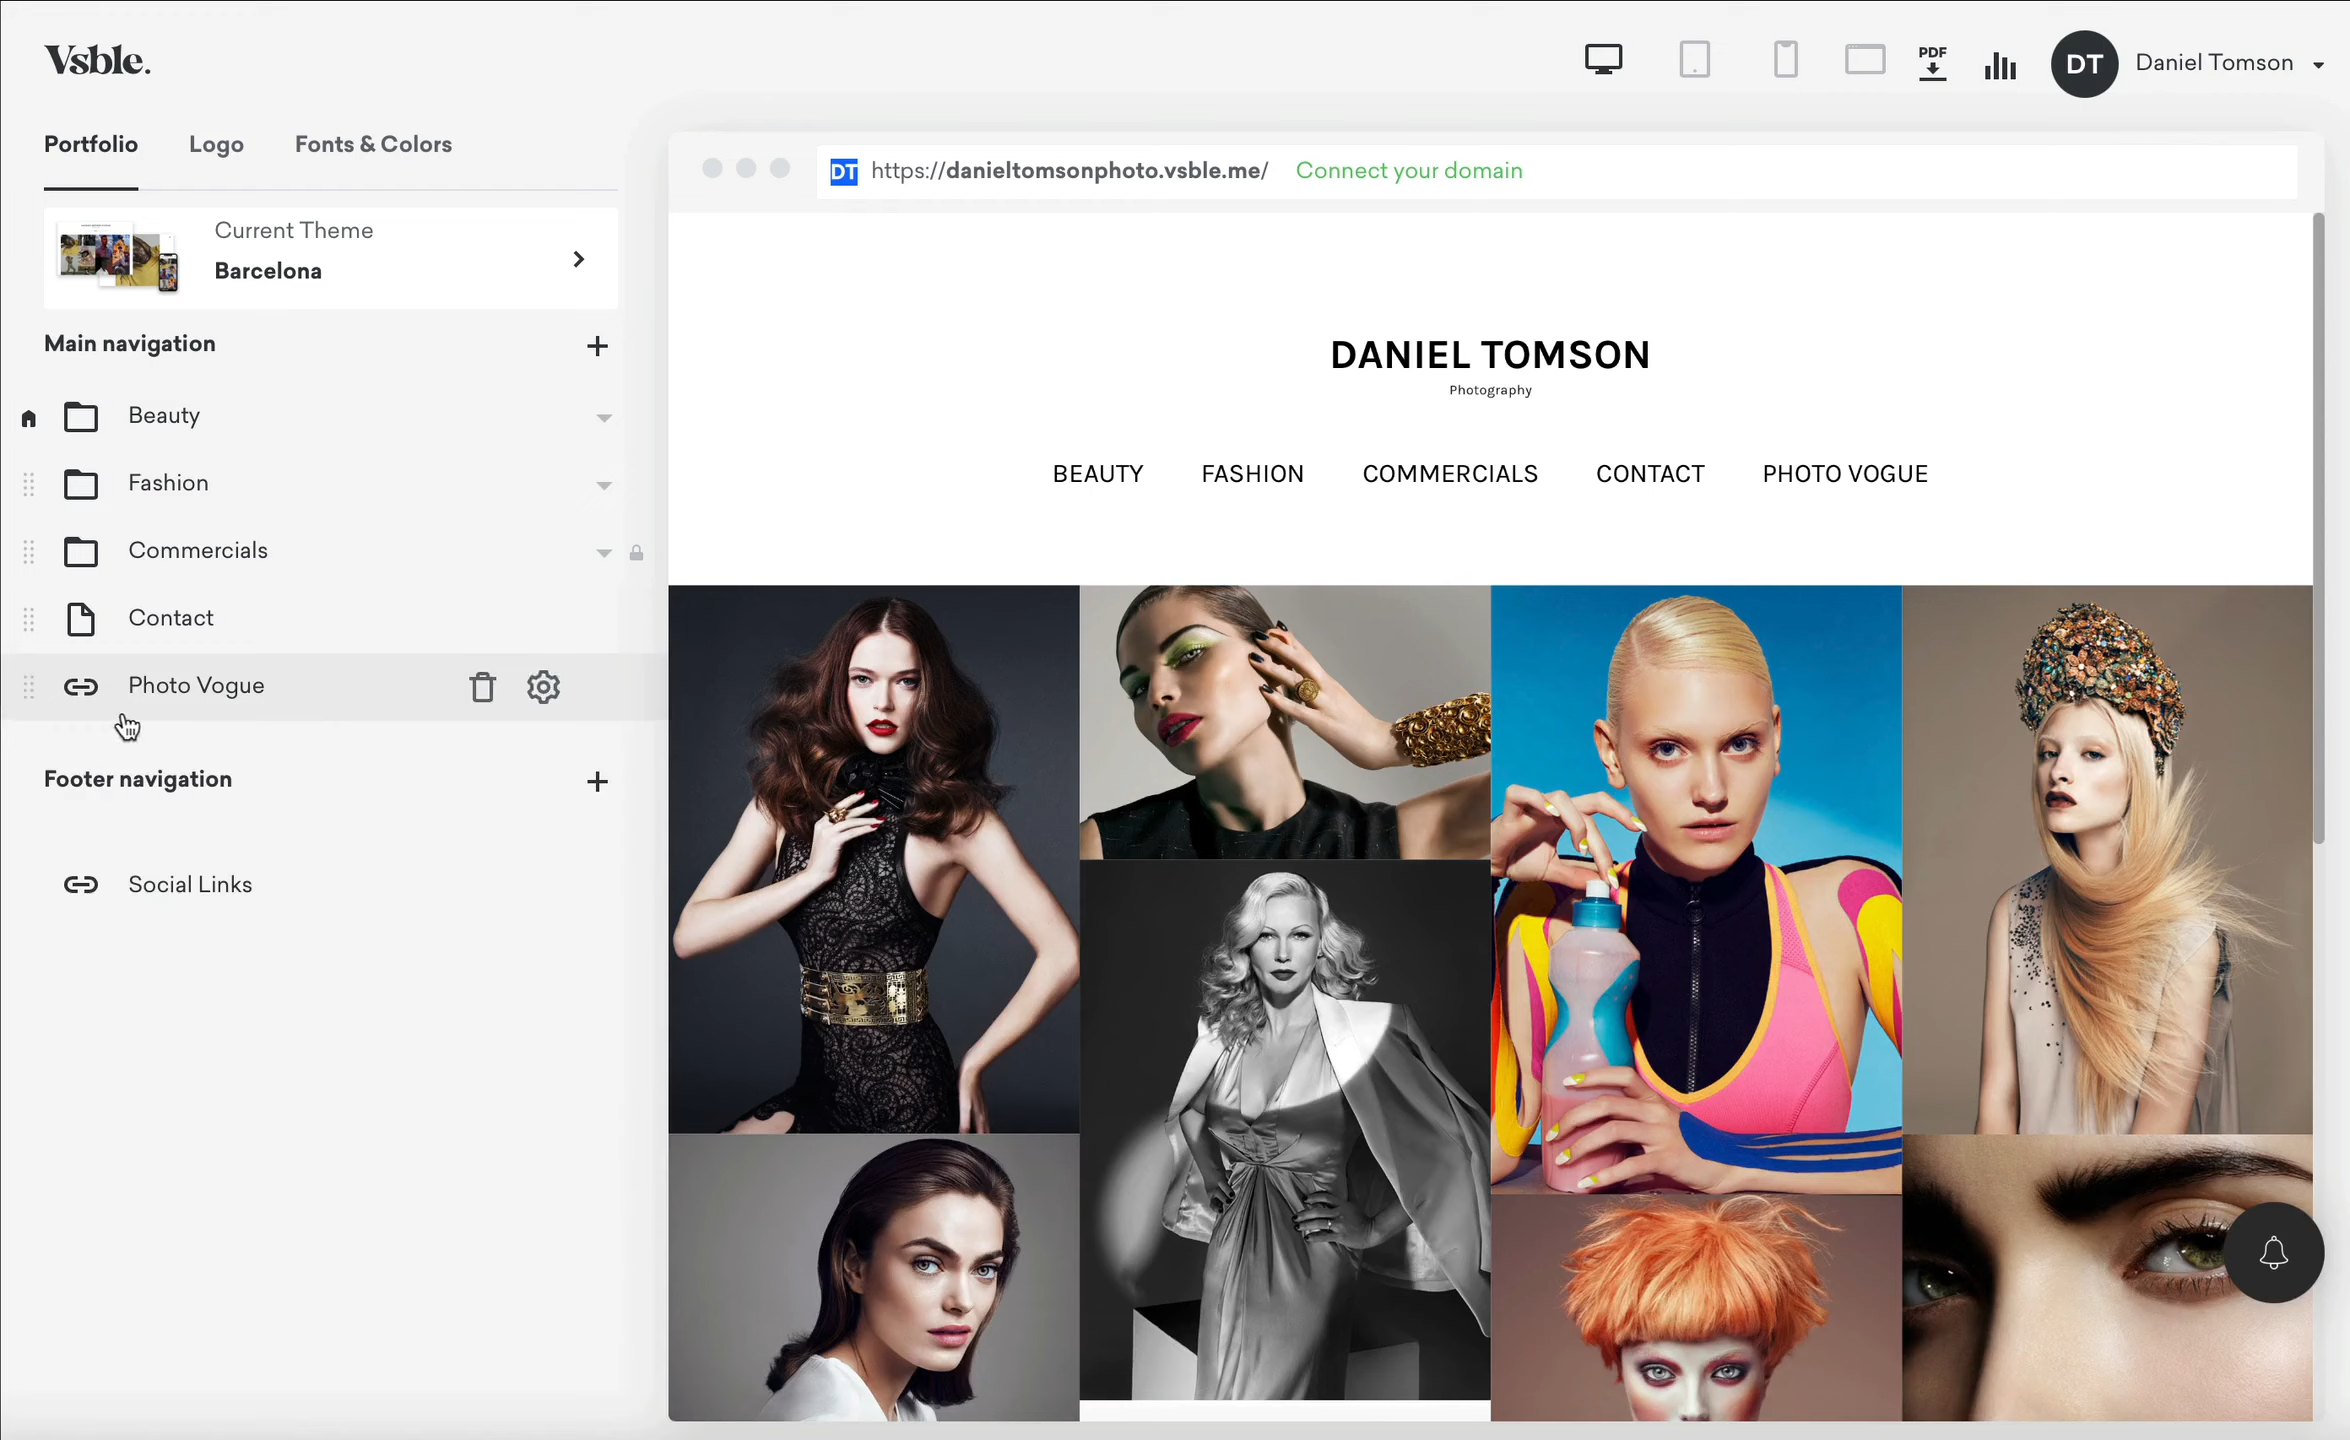 Vsble.
PDF
DT
Daniel Tomson
Portfolio
Logo
Fonts & Colors
Current Theme
Barcelona
Main navigation
Beauty
Fashion
Commercials
Contact
Photo Vogue
Footer navigation
Social Links
DT
https://danieltomsonphoto.vsble.me/
Connect your domain
DANIEL TOMSON
Photography
BEAUTY
FASHION
COMMERCIALS
CONTACT
PHOTO VOGUE